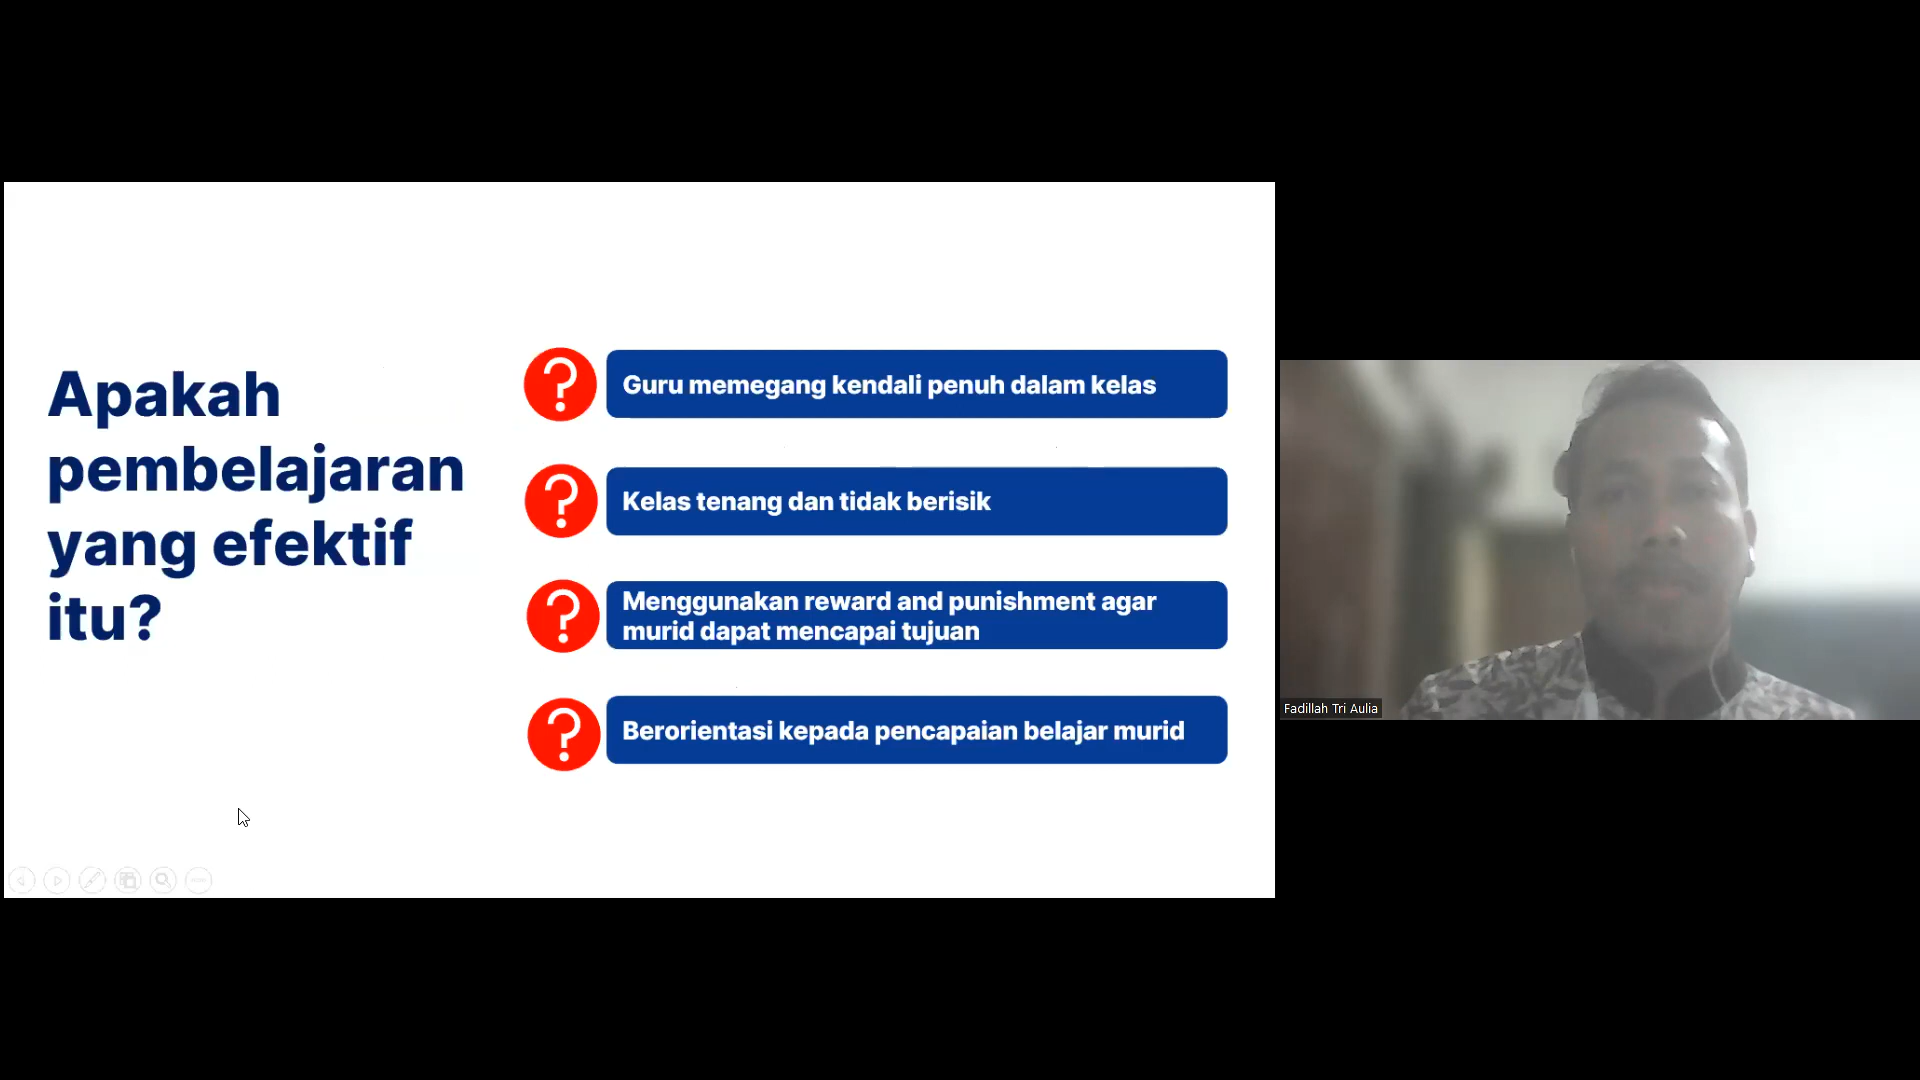 Apakah
pembelajaran
yang efektif
itu?
Guru memegang kendali penuh dalam kelas
Kelas tenang dan tidak berisik
Menggunakan reward and punishment agar
murid dapat mencapai tujuan
Berorientasi kepada pencapaian belajar murid
Fadillah Tri Aulia